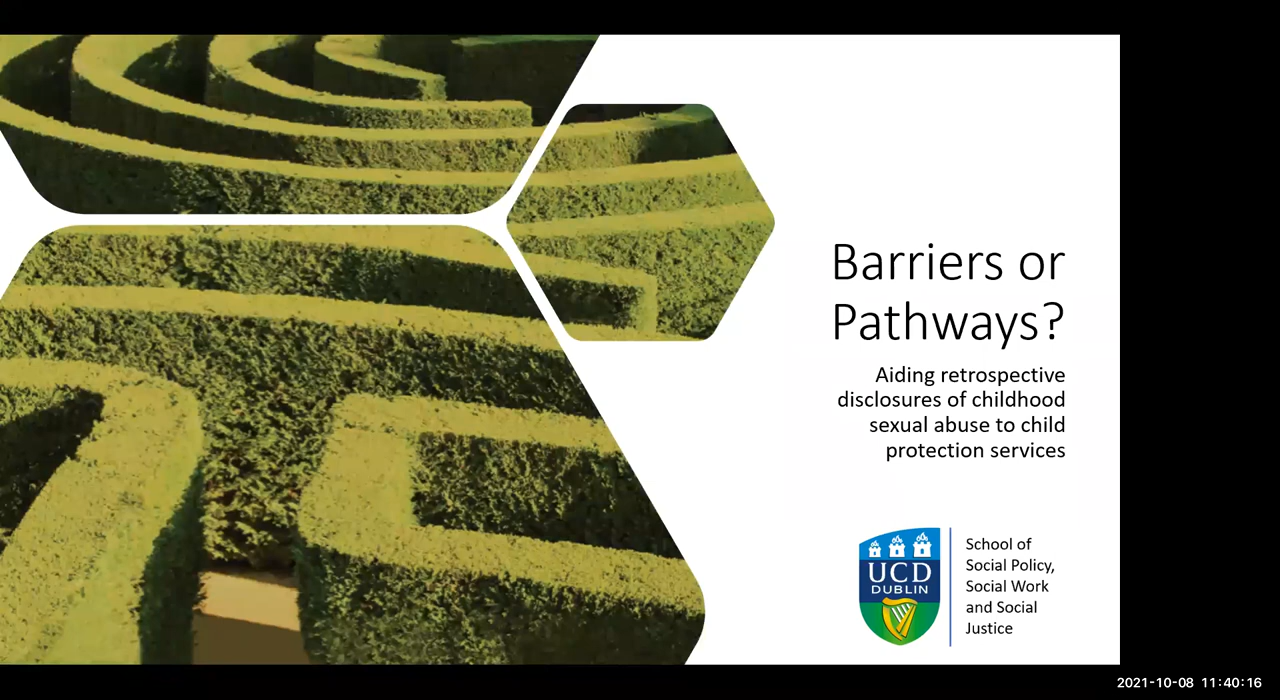 Barriers or
Pathways?
Aiding retrospective
disclosures of childhood
sexual abuse to child
protection services
UCD
DUBLIN
School of
Social Policy,
Social Work
and Social
Justice
2021-10-08 11:40:16